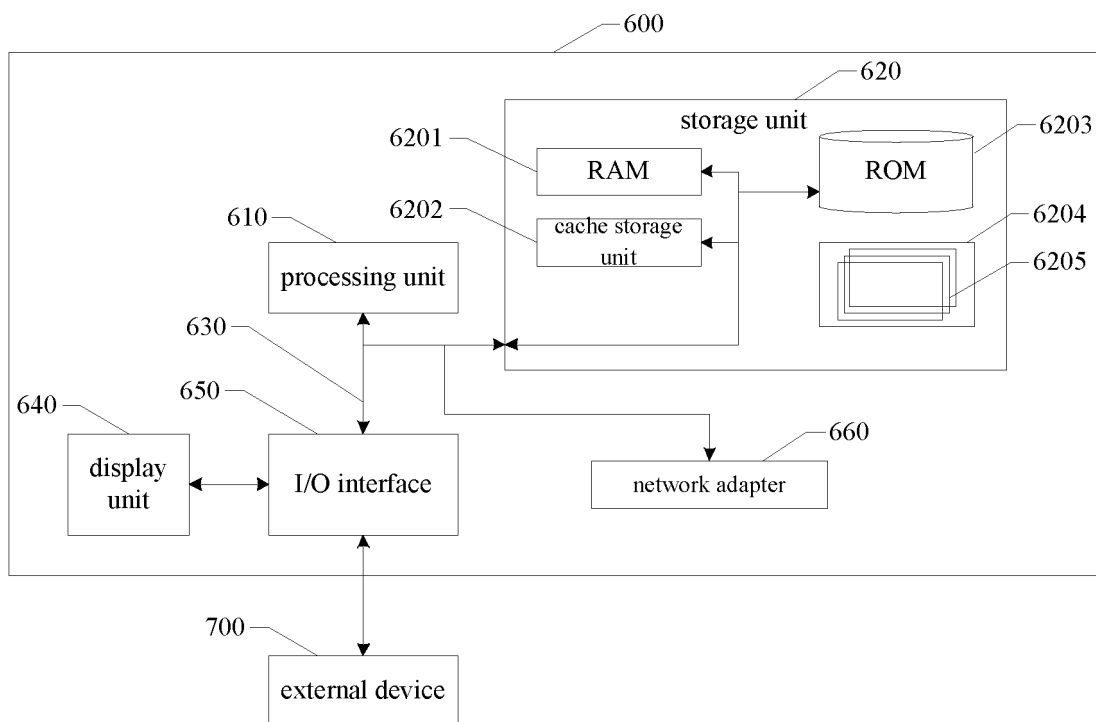 600
620
storage unit
6201
RAM
6203
ROM
6202
cache storage
unit
6204
6205
610
processing unit
630
650
640
display
unit
I/O interface
660
network adapter
700
external device